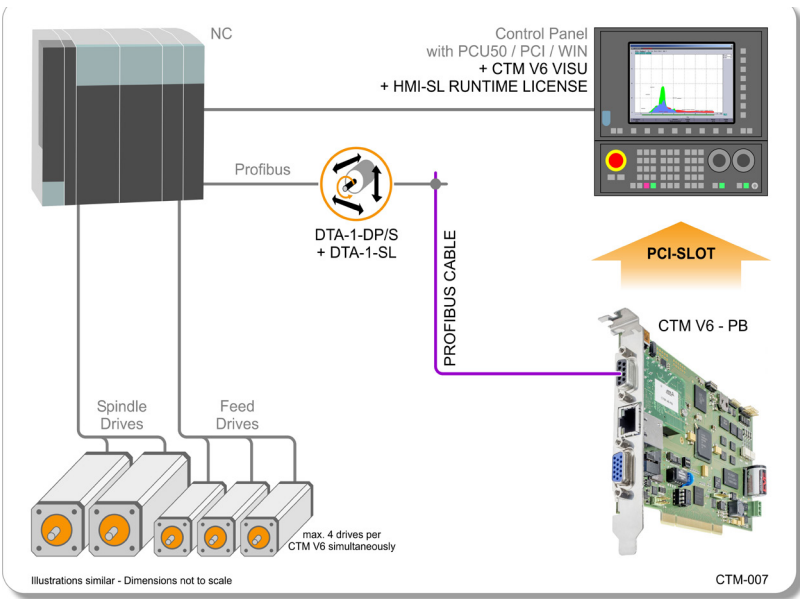 NC
Control Panel
with PCU50 / PCI / WIN
+ CTM V6 VISU
+ HMI-SL RUNTIME LICENSE
Profibus
DTA-1-DP/S
+ DTA-1-SL
PROFIBUS CABLE
PCI-SLOT
CTM V6 - PB
Spindle
Drives
Feed
Drives
max. 4 drives per
CTM V6 simultaneously
Illustrations similar - Dimensions not to scale
CTM-007